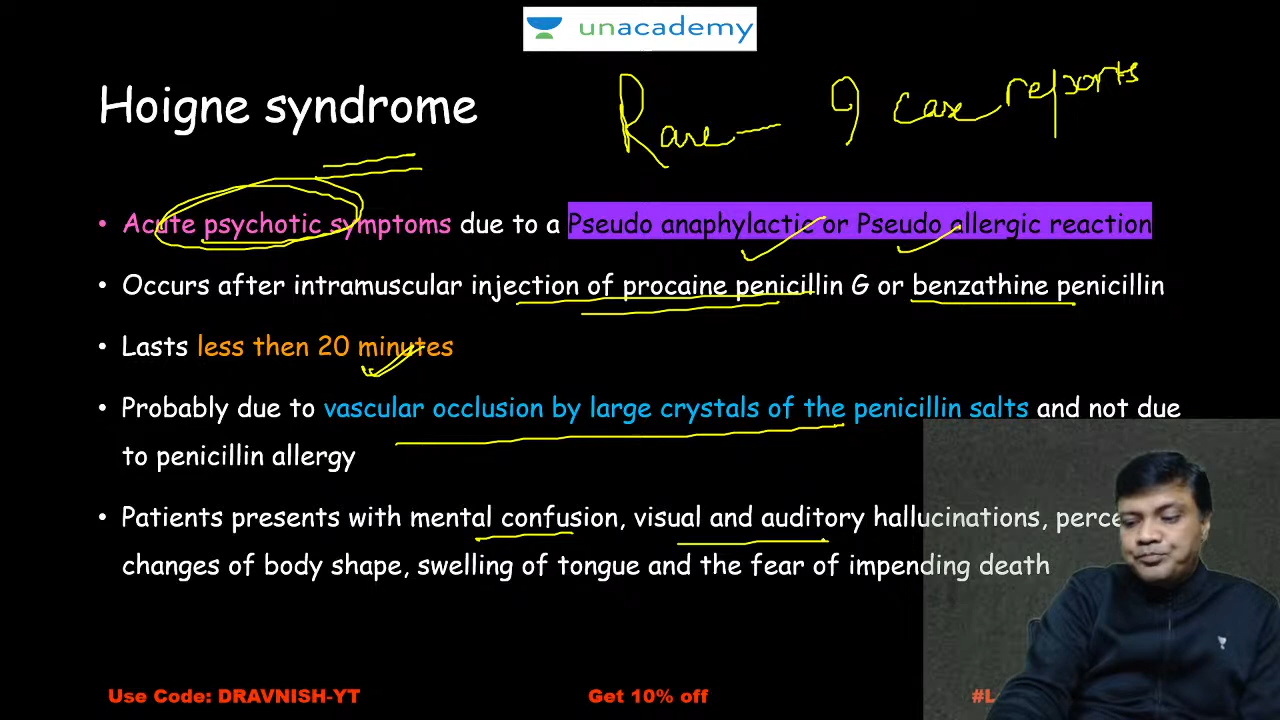 unacademy
Hoigne syndrome
Rare — 9 case reports
• Acute psychotic symptoms due to a Pseudo anaphylactic or Pseudo allergic reaction
• Occurs after intramuscular injection of procaine penicillin G or benzathine penicillin
• Lasts less then 20 minutes
• Probably due to vascular occlusion by large crystals of the penicillin salts and not due
to penicillin allergy
• Patients presents with mental confusion, visual and auditory hallucinations,
changes of body shape, swelling of tongue and the fear of impending death
Use Code: DRAVNISH-YT Get 10% off